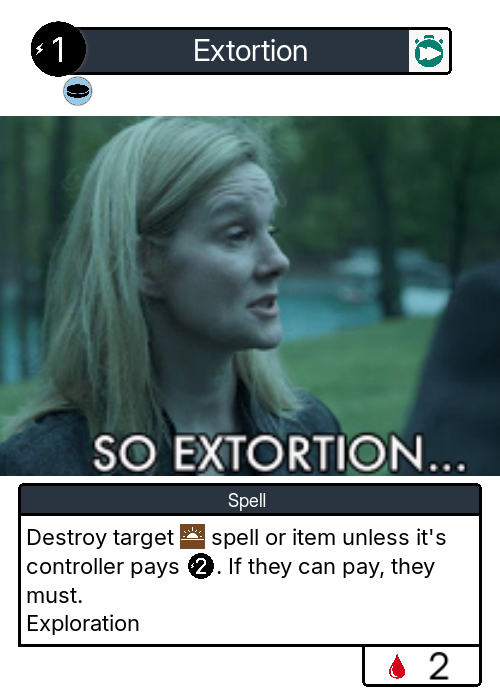 1 Extortion
SO EXTORTION...
Spell
Destroy target spell or item unless it's
controller pays 2. If they can pay, they
must.
Exploration
2